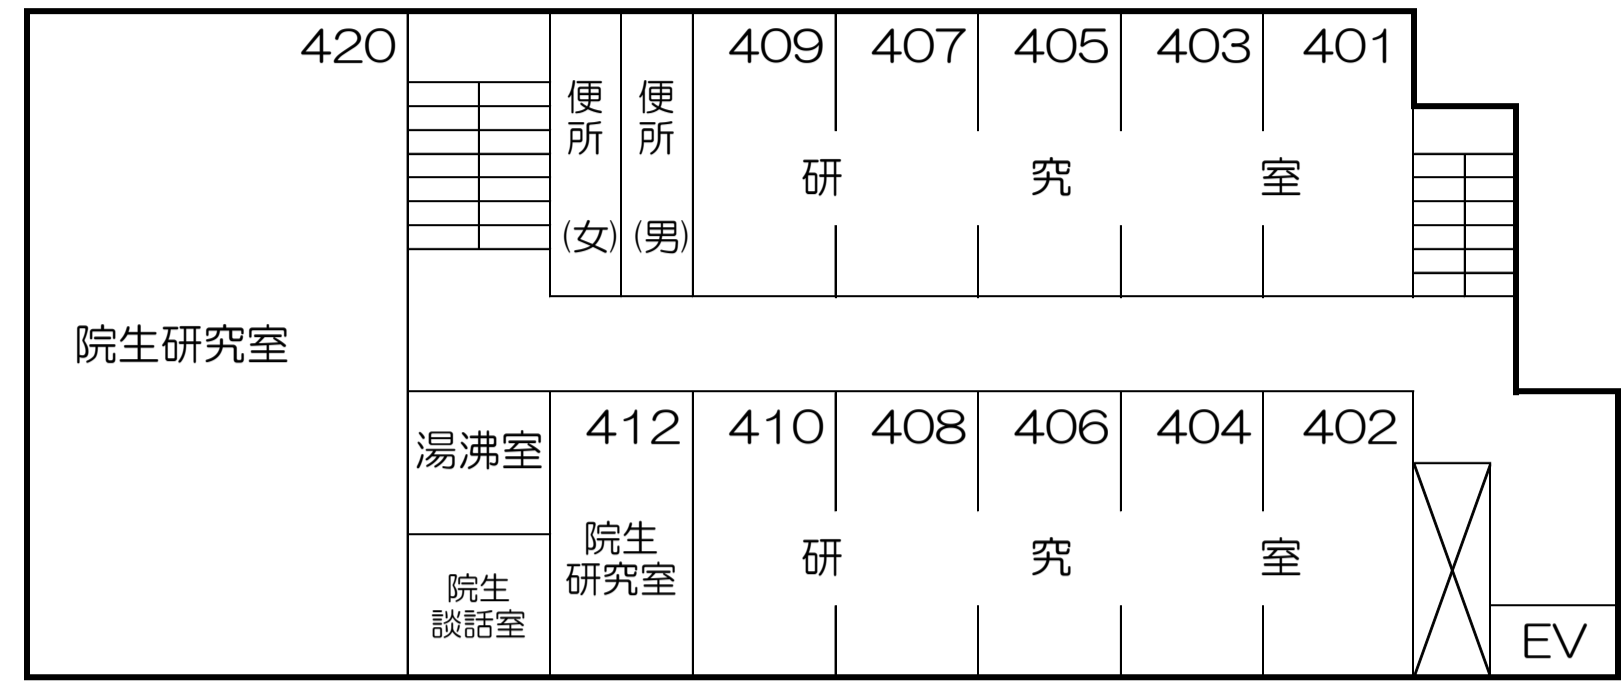 420
409
407
405
403
401
便所
(女)
便所
(男)
研究室
院生研究室
湯沸室
412
410
408
406
404
402
院生
研究室
研究室
院生
談話室
EV